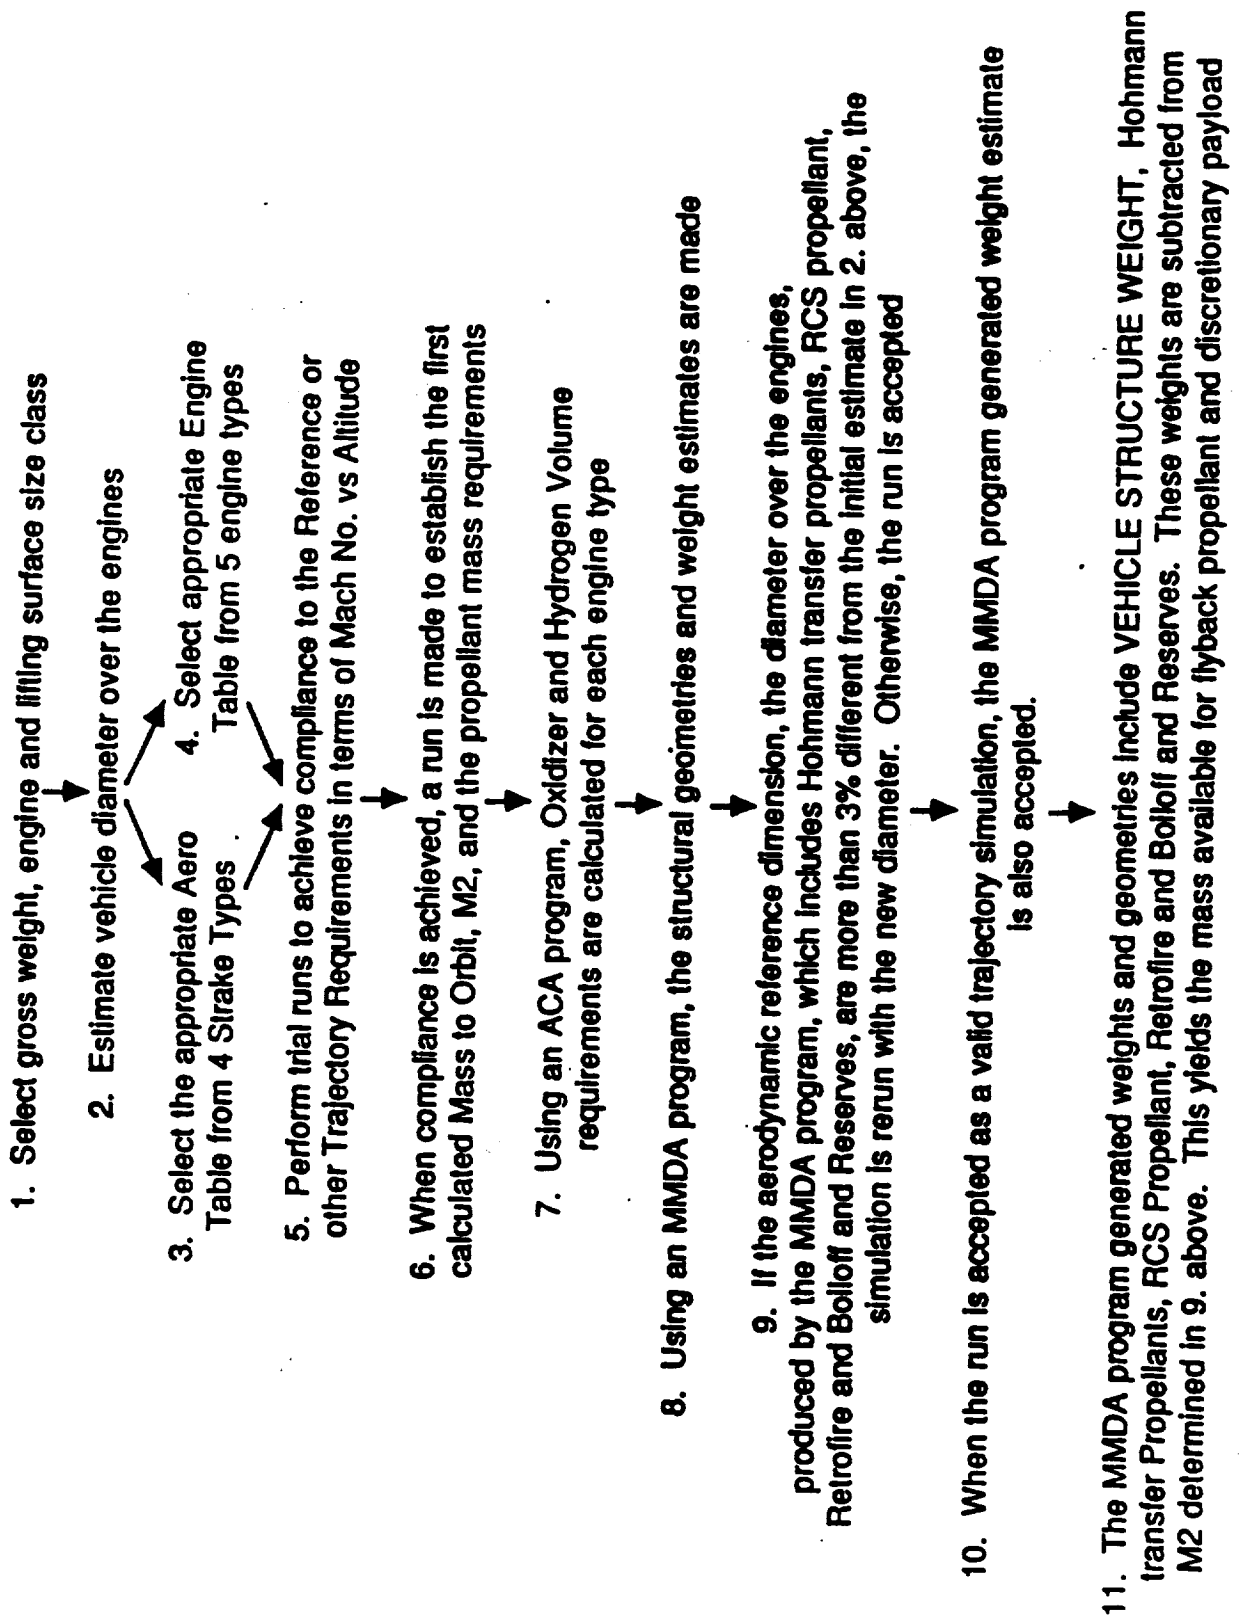 1. Select gross weight, engine and lifting surface size class
2. Estimate vehicle diameter over the engines
3. Select the appropriate Aero
Table from 4 Strake Types
4. Select appropriate Engine
Table from 5 engine types
5. Perform trial runs to achieve compliance to the Reference or
other Trajectory Requirements in terms of Mach No. vs Altitude
6. When compliance is achieved, a run is made to establish the first
calculated Mass to Orbit, M2, and the propellant mass requirements
7. Using an ACA program, Oxidizer and Hydrogen Volume
requirements are calculated for each engine type
8. Using an MMDA program, the structural geometries and weight estimates are made
9. If the aerodynamic reference dimension, the diameter over the engines,
produced by the MMDA program, which includes Hohmann transfer propellants, RCS propellant,
Retrofire and Boiloff and Reserves, are more than 3% different from the initial estimate in 2. above, the
simulation is rerun with the new diameter. Otherwise, the run is accepted
10. When the run is accepted as a valid trajectory simulation, the MMDA program generated weight estimate
is also accepted.
11. The MMDA program generated weights and geometries include VEHICLE STRUCTURE WEIGHT, Hohmann
transfer Propellants, RCS Propellant, Retrofire and Boiloff and Reserves. These weights are subtracted from
M2 determined in 9. above. This yields the mass available for flyback propellant and discretionary payload